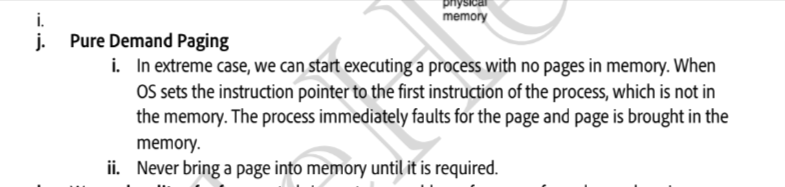 physical
memory
i.
j. Pure Demand Paging
i. In extreme case, we can start executing a process with no pages in memory. When
OS sets the instruction pointer to the first instruction of the process, which is not in
the memory. The process immediately faults for the page and page is brought in the
memory.
ii. Never bring a page into memory until it is required.